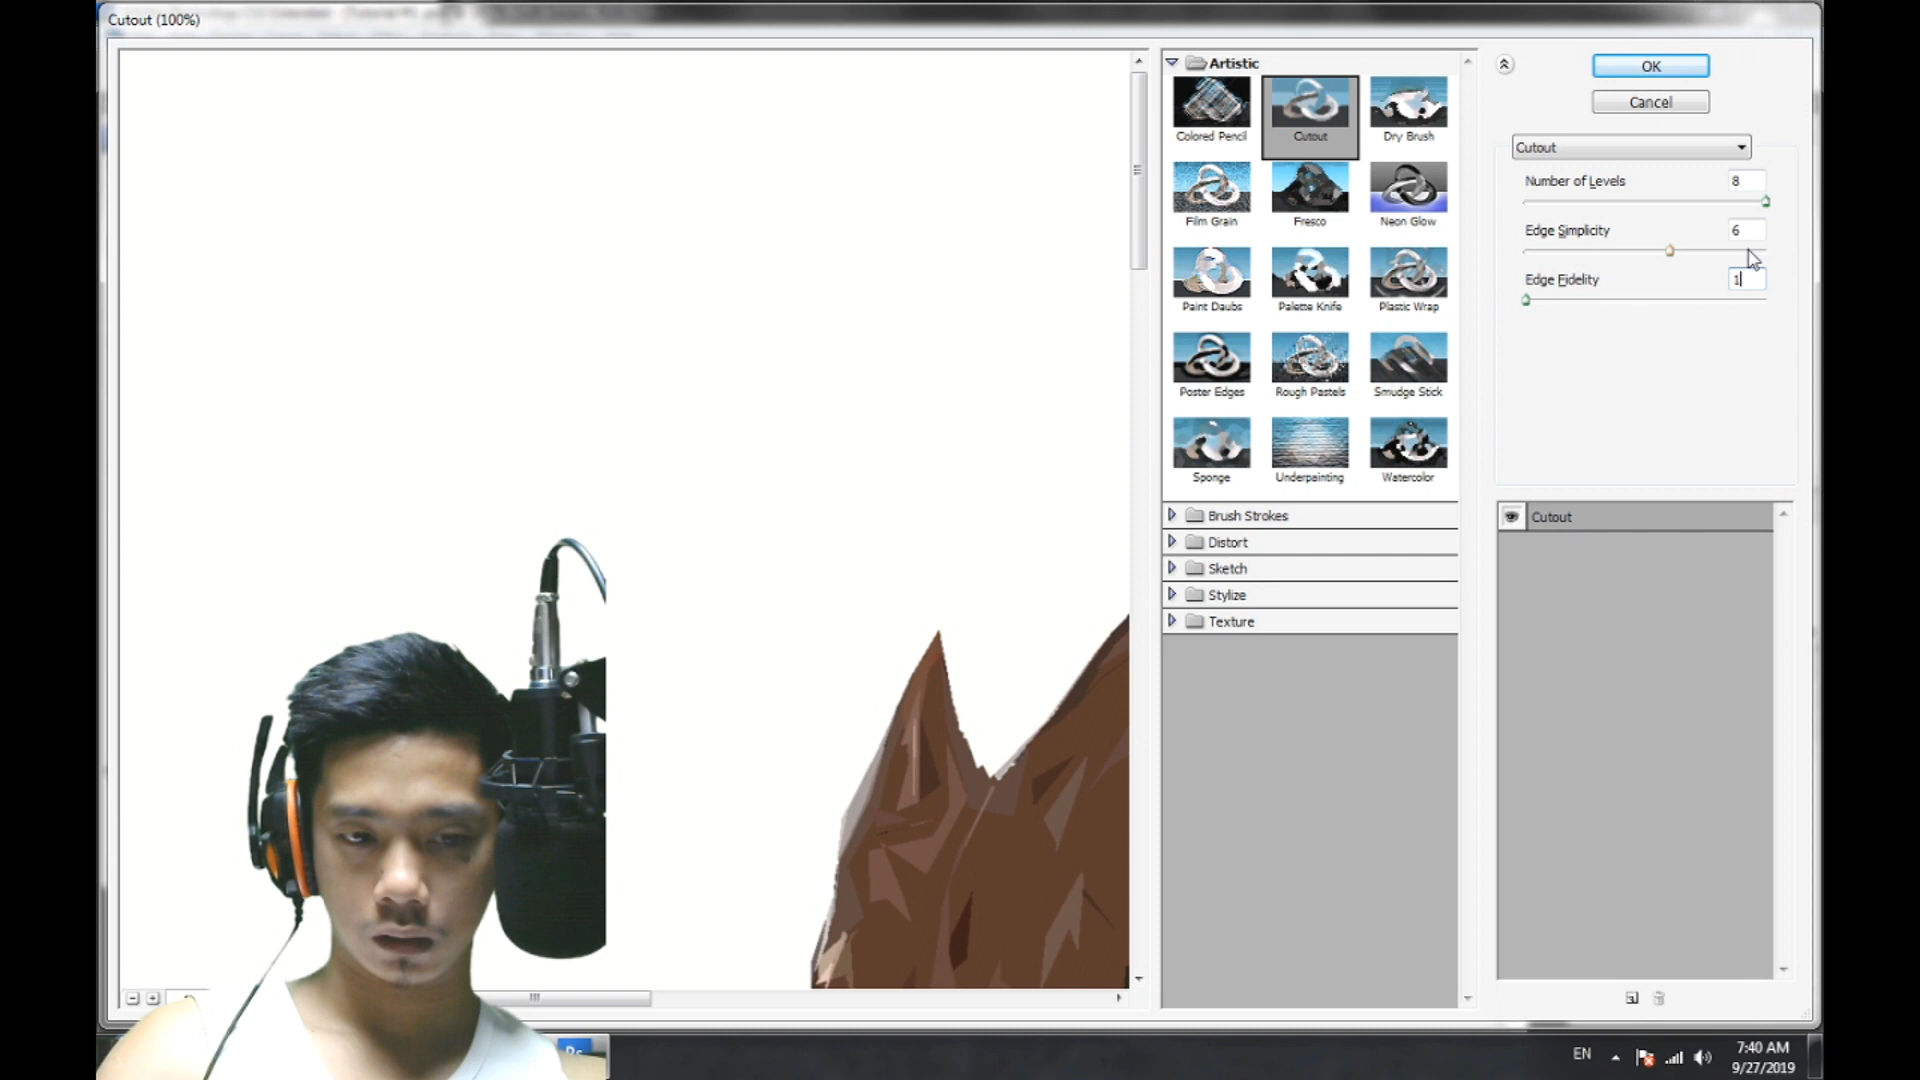 Cutout (100%)
Artistic
Colored Pencil
Cutout
Dry Brush
Film Grain
Fresco
Neon Glow
Paint Daubs
Palette Knife
Plastic Wrap
Poster Edges
Rough Pastels
Smudge Stick
Sponge
Underpainting
Watercolor
Brush Strokes
Distort
Sketch
Stylize
Texture
OK
Cancel
Cutout
Number of Levels 8
Edge Simplicity 6
Edge Fidelity 1
Cutout
Ps
EN
7:40 AM
9/27/2019